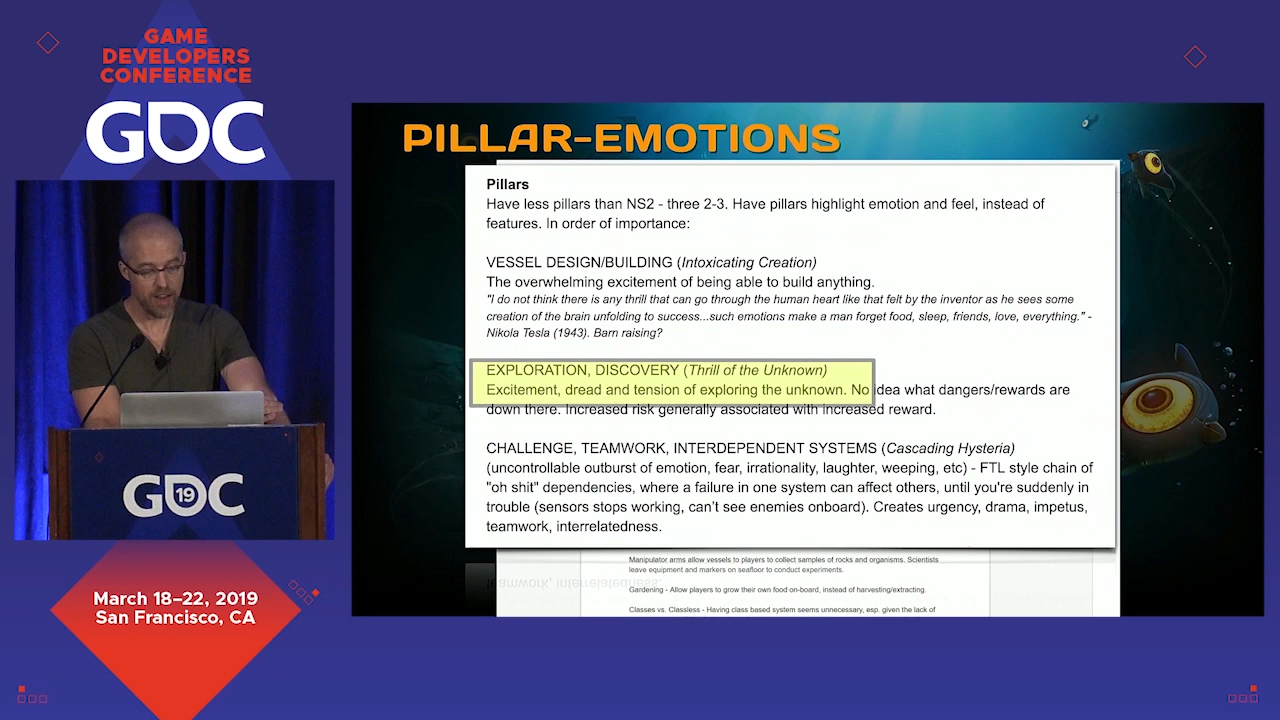 GAME
DEVELOPERS
CONFERENCE
GDC
GDC
19
March 18–22, 2019
San Francisco, CA
PILLAR-EMOTIONS
Pillars
Have less pillars than NS2 - three 2-3. Have pillars highlight emotion and feel, instead of
features. In order of importance:
VESSEL DESIGN/BUILDING (Intoxicating Creation)
The overwhelming excitement of being able to build anything.
"I do not think there is any thrill that can go through the human heart like that felt by the inventor as he sees some
creation of the brain unfolding to success...such emotions make a man forget food, sleep, friends, love, everything." -
Nikola Tesla (1943). Barn raising?
EXPLORATION, DISCOVERY (Thrill of the Unknown)
Excitement, dread and tension of exploring the unknown. No idea what dangers/rewards are
down there. Increased risk generally associated with increased reward.
CHALLENGE, TEAMWORK, INTERDEPENDENT SYSTEMS (Cascading Hysteria)
(uncontrollable outburst of emotion, fear, irrationality, laughter, weeping, etc) - FTL style chain of
"oh shit" dependencies, where a failure in one system can affect others, until you're suddenly in
trouble (sensors stops working, can't see enemies onboard). Creates urgency, drama, impetus,
teamwork, interrelatedness.
Manipulator arms allow vessels to players to collect samples of rocks and organisms. Scientists
leave equipment and markers on seafloor to conduct experiments.
Gardening - Allow players to grow their own food on-board, instead of harvesting/extracting.
Classes vs. Classless - Having class based system seems unnecessary, esp. given the lack of